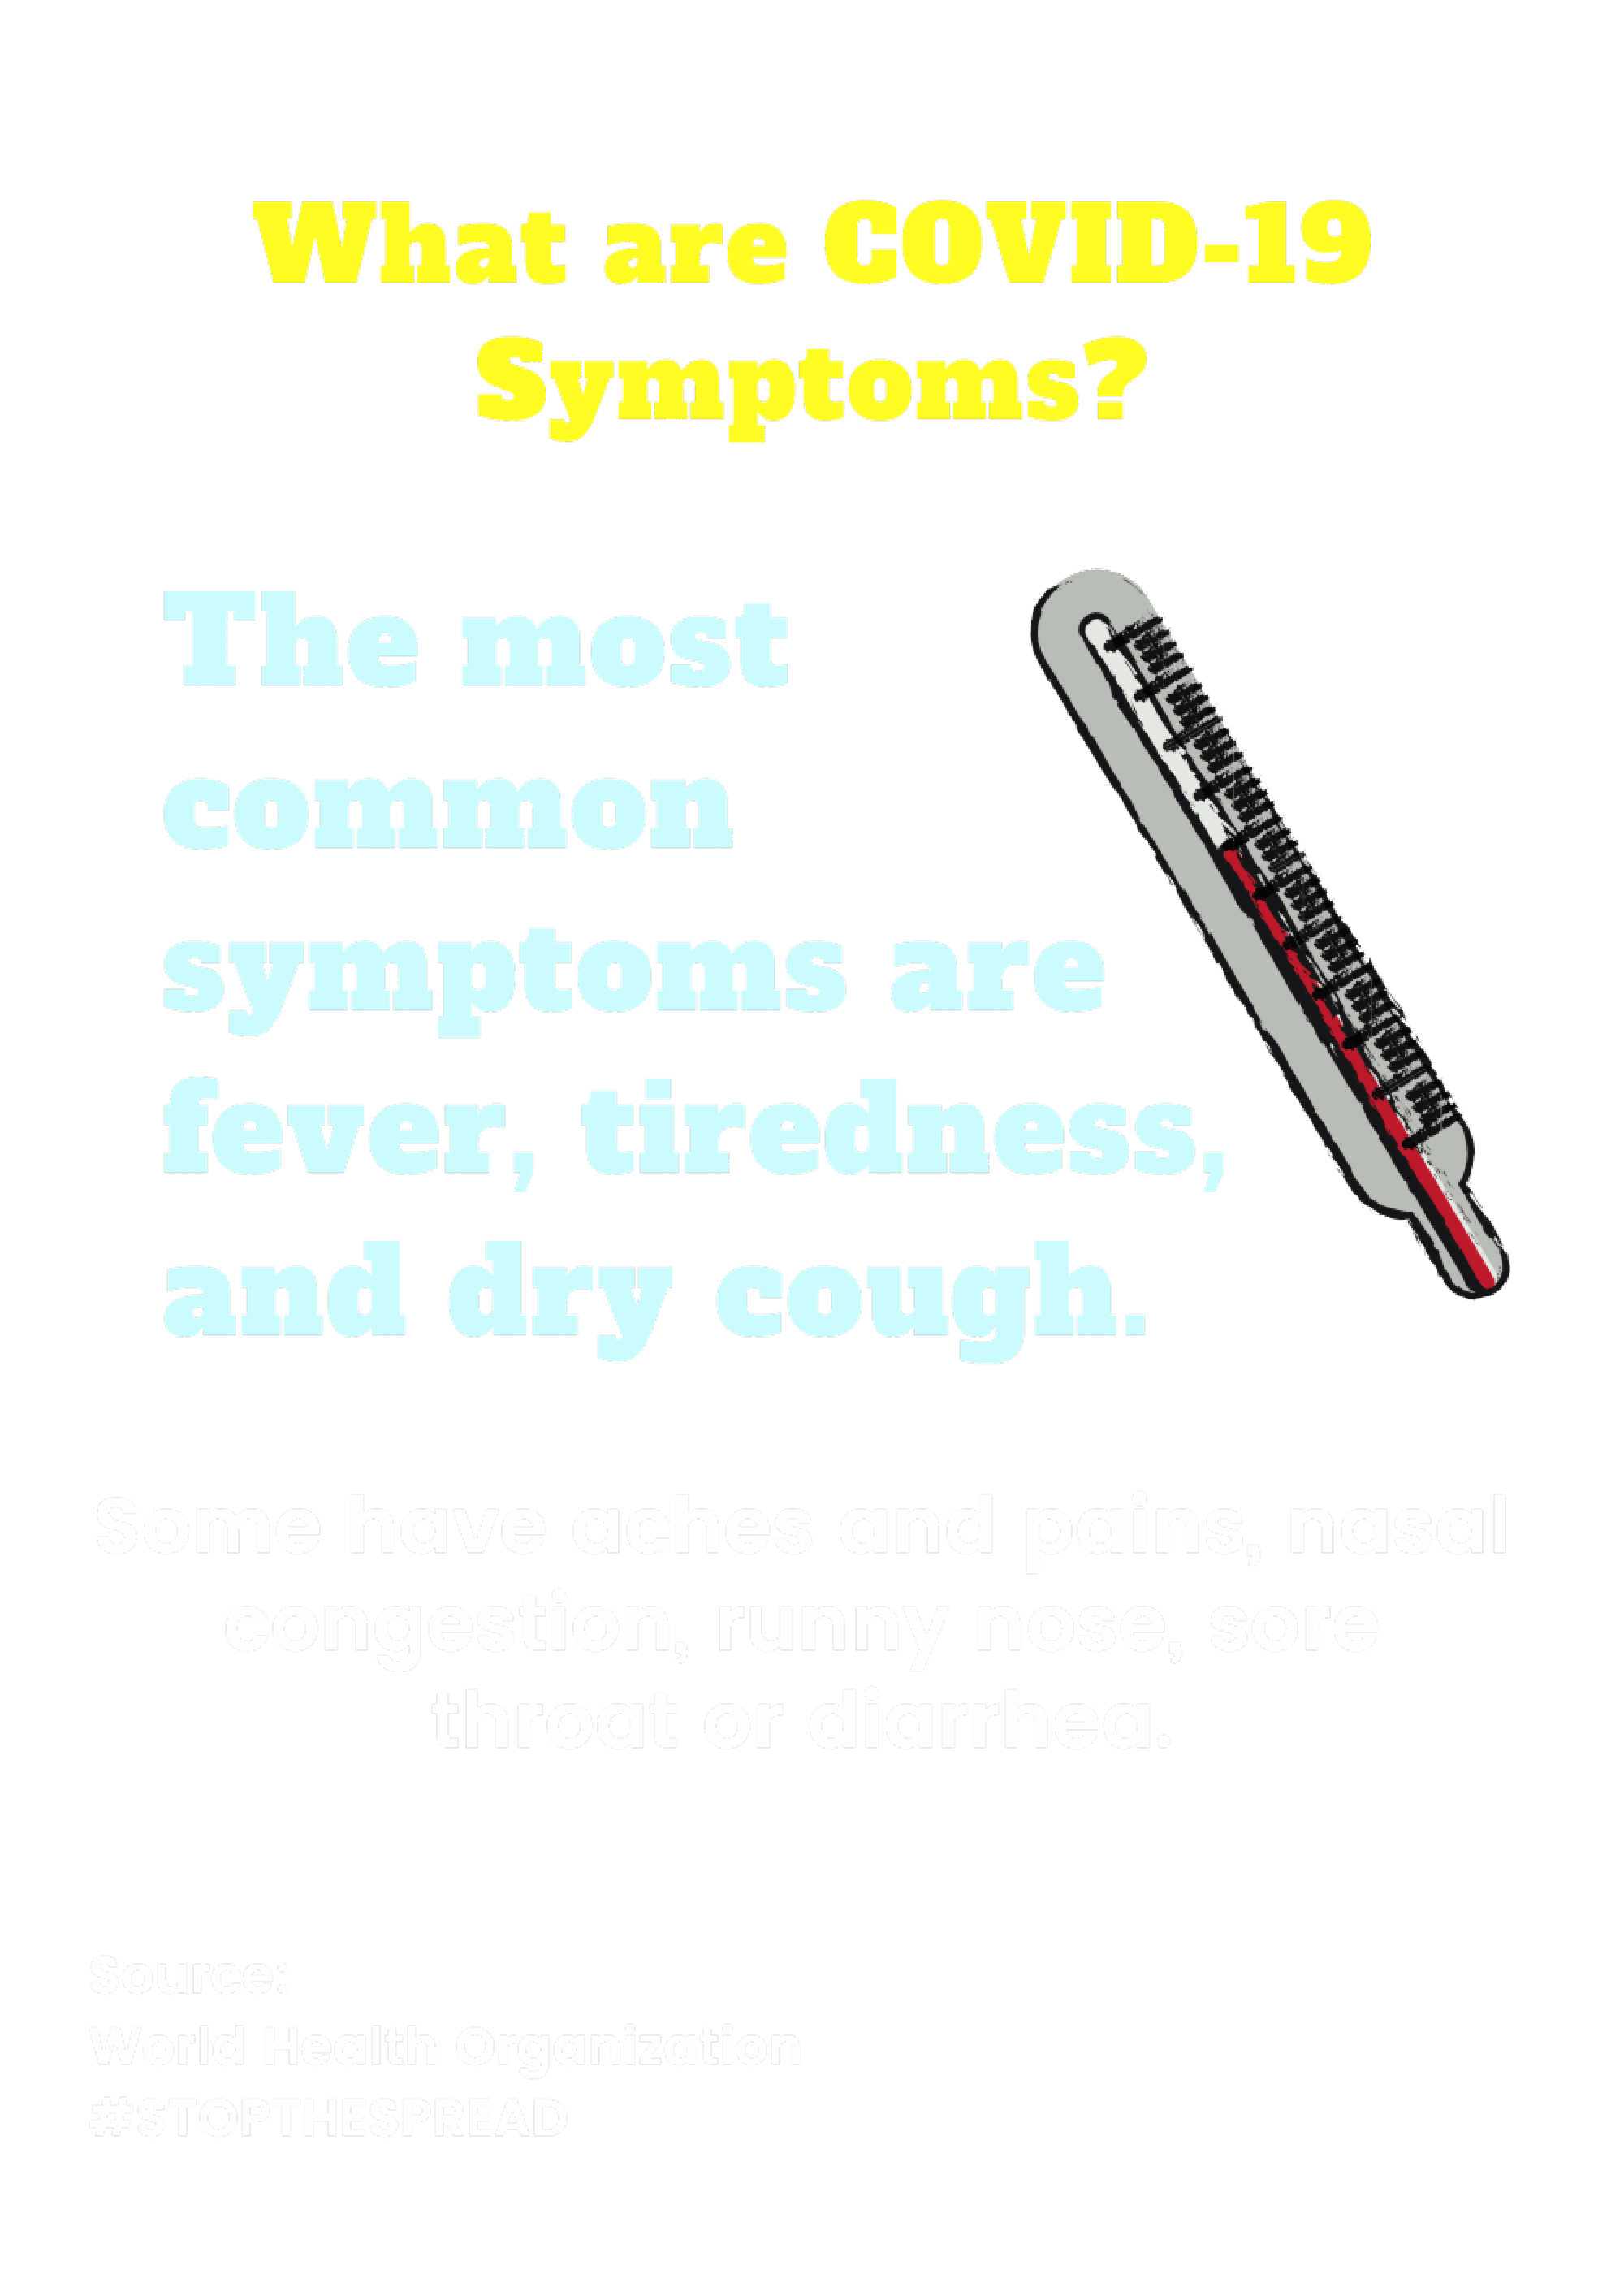 What are COVID-19
Symptoms?
The most
common
symptoms are
fever, tiredness,
and dry cough.
Some have aches and pains, nasal
congestion, runny nose, sore
throat or diarrhea.
Source:
World Health Organization
#STOPTHESPREAD